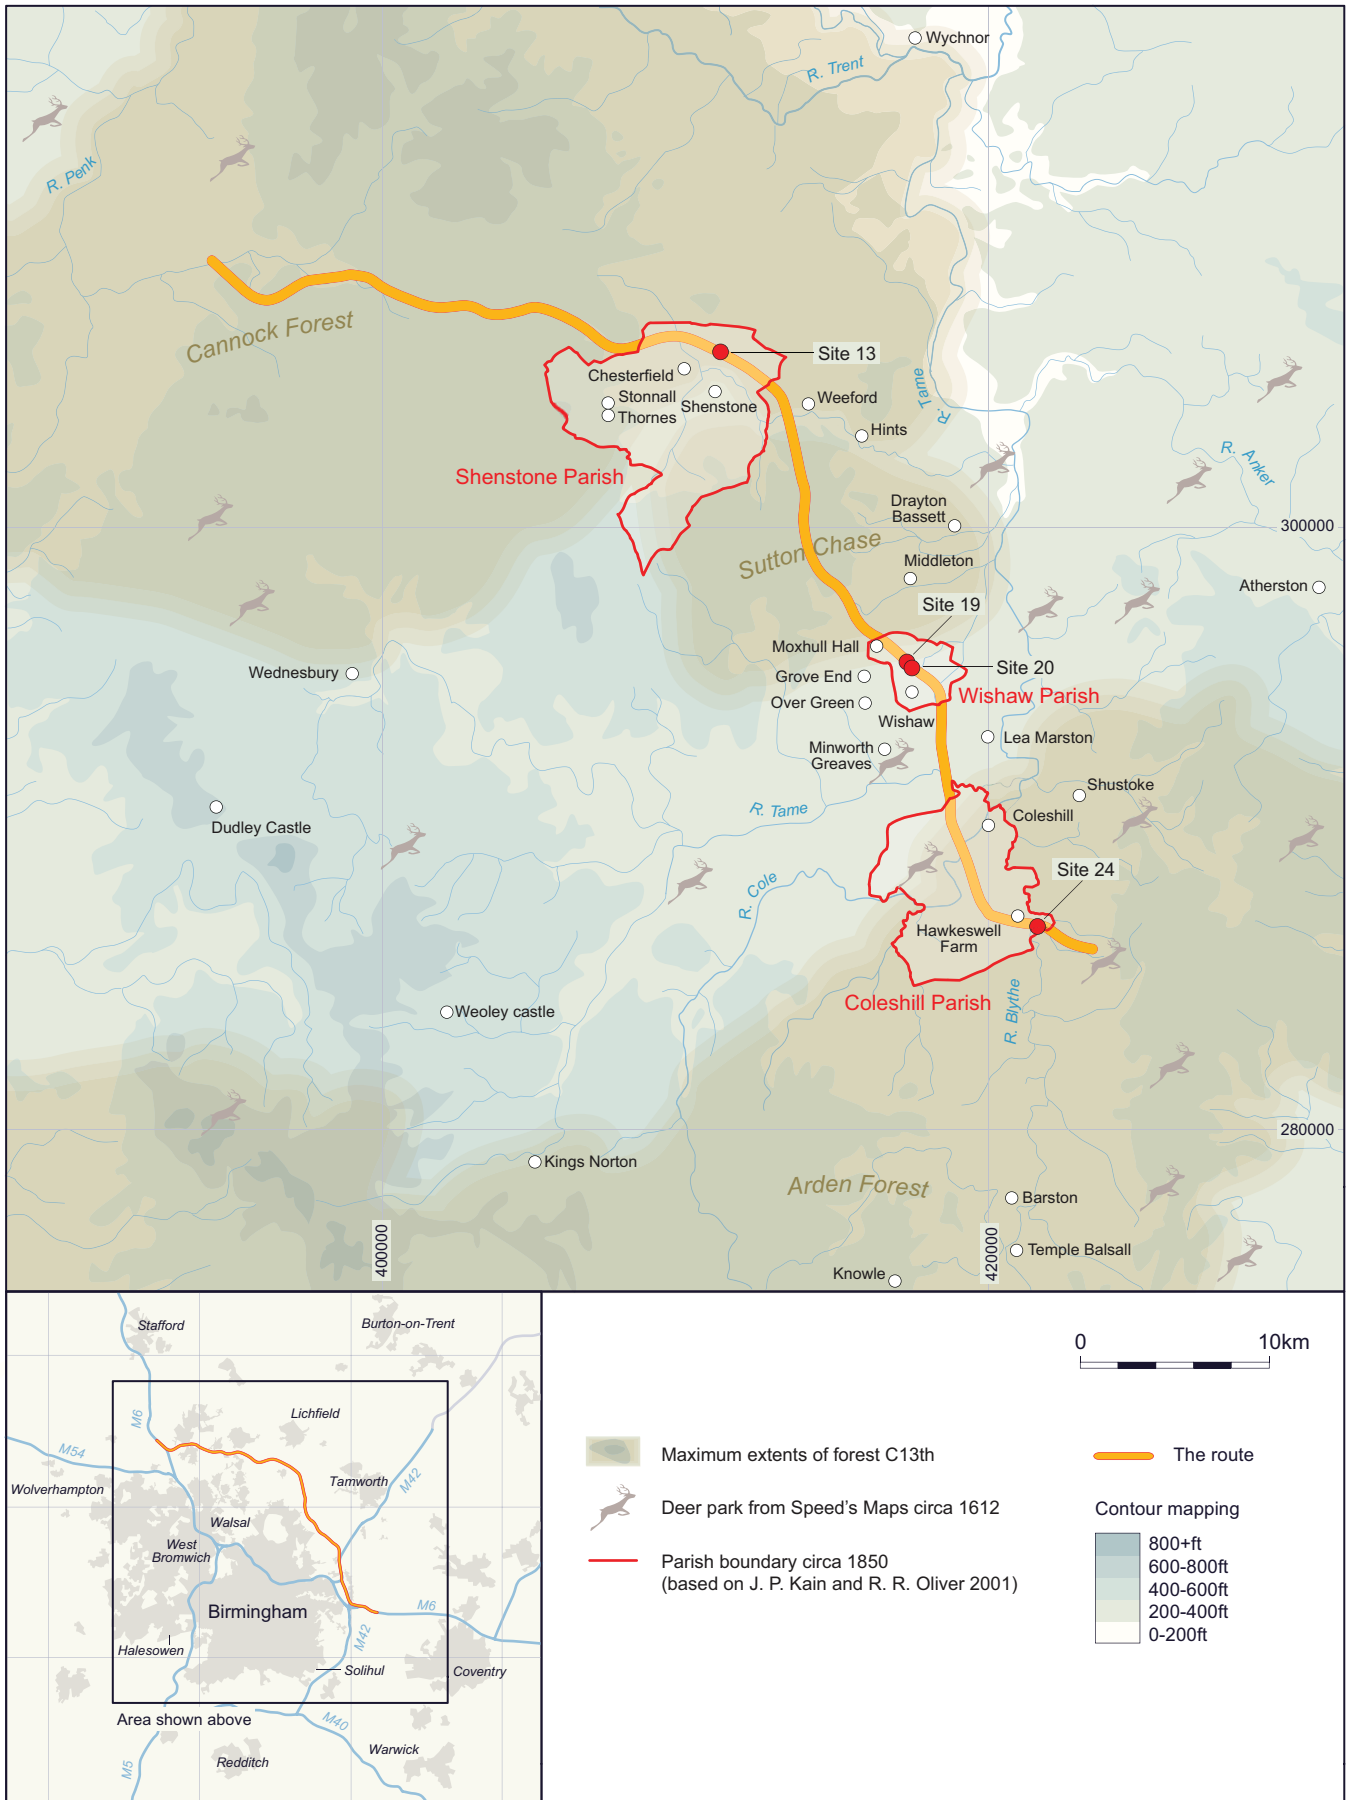 Wychnor
R. Trent
R. Penk
Cannock Forest
Site 13
Chesterfield
Stonnall
Shenstone
Thornes
Weeford
R. Tame
Hints
Shenstone Parish
R. Anker
Drayton
Bassett
300000
Sutton Chase
Middleton
Atherston
Site 19
Moxhull Hall
Site 20
Wednesbury
Grove End
Wishaw Parish
Over Green
Wishaw
Lea Marston
Minworth
Greaves
Shustoke
R. Tame
Coleshill
Dudley Castle
Site 24
R. Cole
Hawkeswell
Farm
Coleshill Parish
R. Blythe
Weoley castle
280000
Kings Norton
Arden Forest
Barston
400000
420000
Temple Balsall
Knowle
Stafford
Burton-on-Trent
M6
Lichfield
M54
Tamworth
M42
Wolverhampton
Walsal
West
Bromwich
Birmingham
M6
M42
Halesowen
Solihul
Coventry
Area shown above
M40
M5
Redditch
Warwick
0
10km
Maximum extents of forest C13th
The route
Deer park from Speed's Maps circa 1612
Contour mapping
Parish boundary circa 1850
(based on J. P. Kain and R. R. Oliver 2001)
800+ft
600-800ft
400-600ft
200-400ft
0-200ft